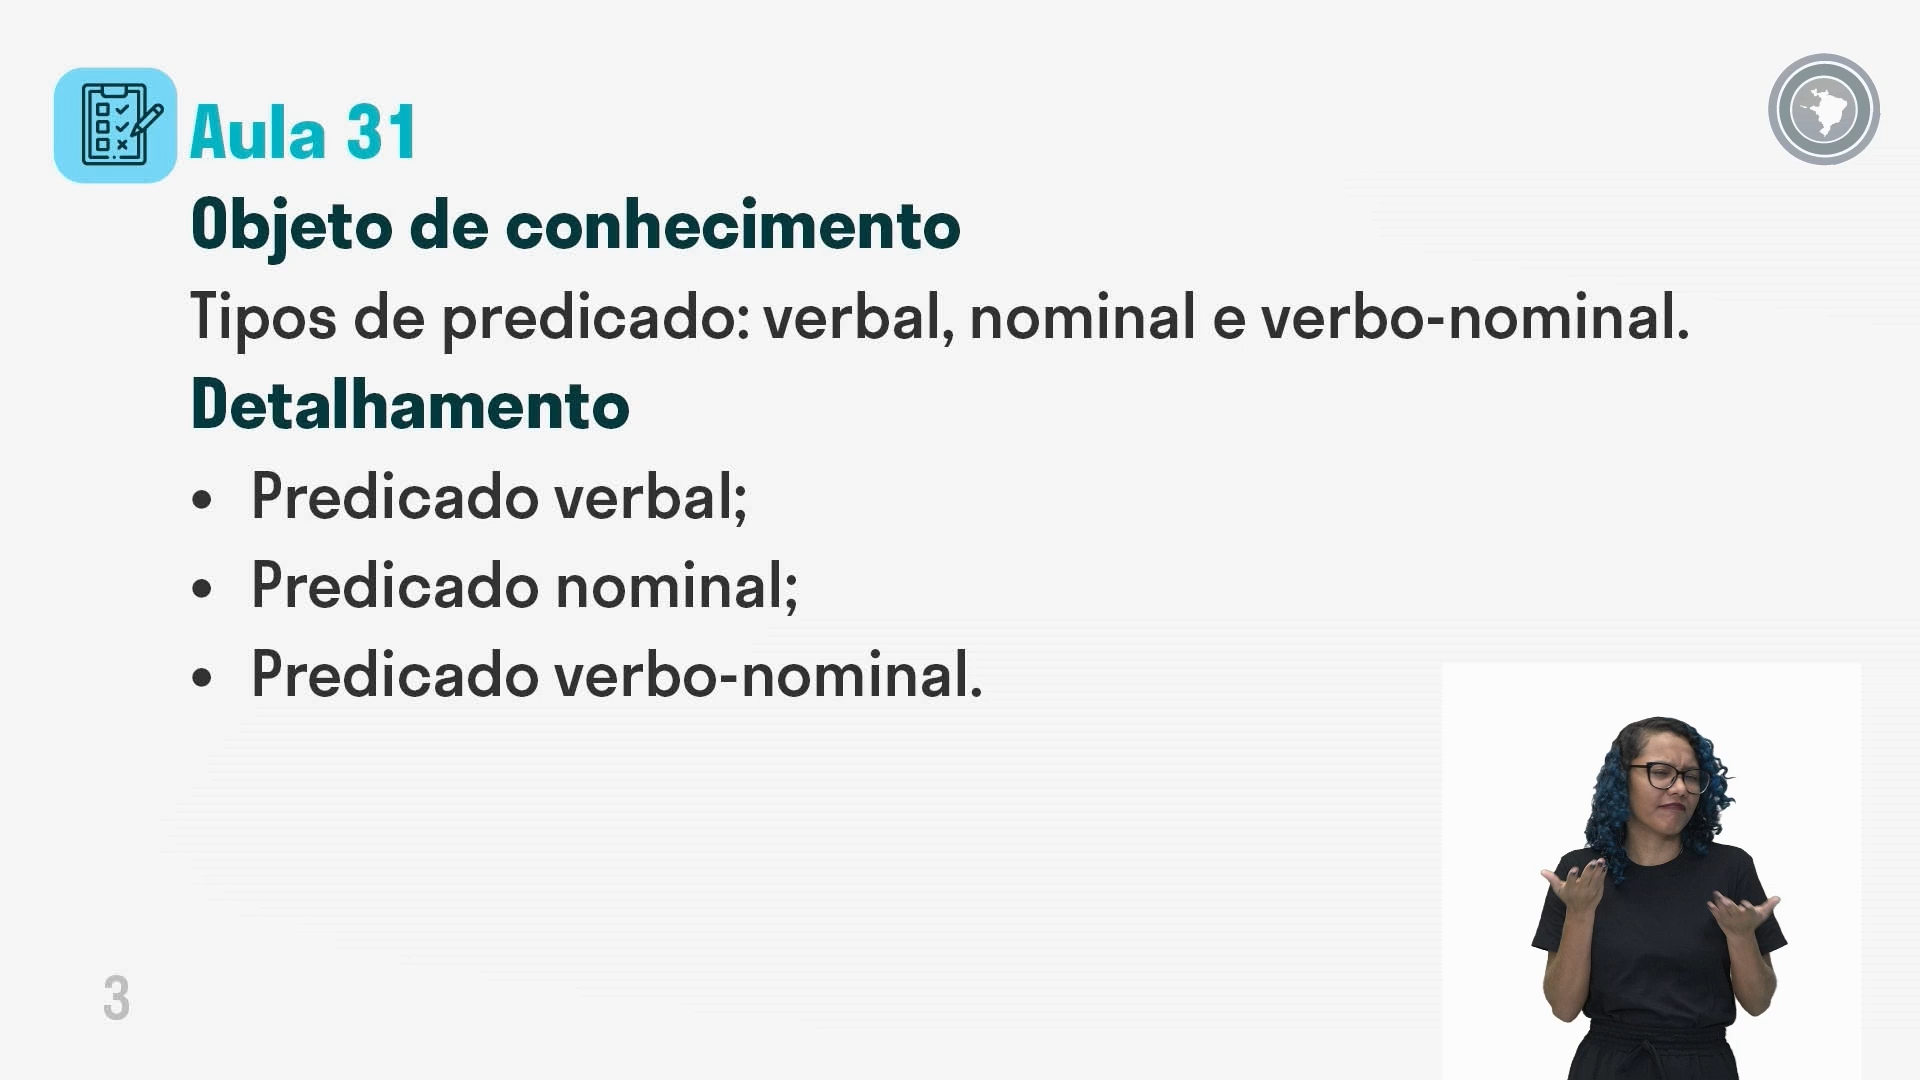 Aula 31
Objeto de conhecimento
Tipos de predicado: verbal, nominal e verbo-nominal.
Detalhamento
• Predicado verbal;
• Predicado nominal;
• Predicado verbo-nominal.
3